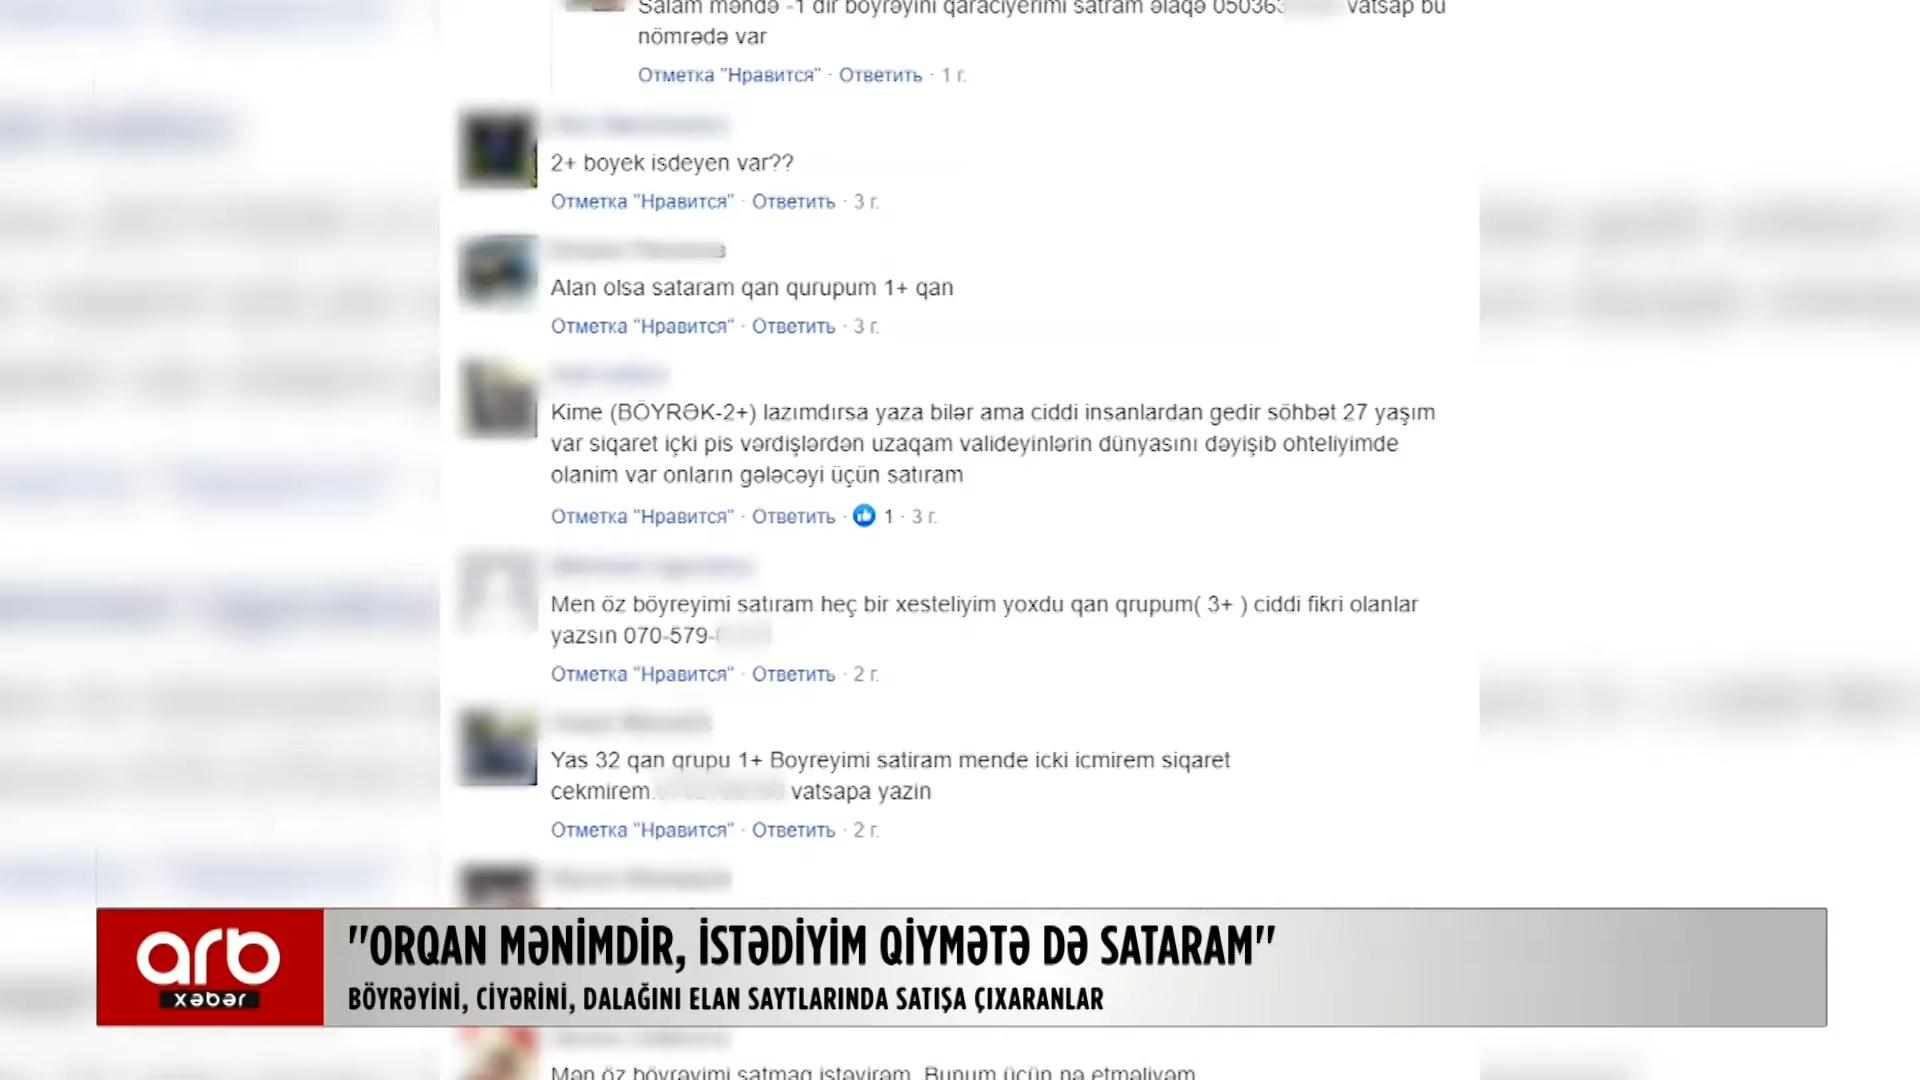 Salam məndə -1 dir böyrəyini qaraciyerimi satram əlaqə 050363 vatsap bu
nömrədə var
Отметка "Нравится" · Ответить · 1 г.
2+ boyek isdeyen var??
Отметка "Нравится" · Ответить · 3 г.
Alan olsa sataram qan qurupum 1+ qan
Отметка "Нравится" · Ответить · 3 г.
Kime (BÖYRƏK-2+) lazımdırsa yaza bilər ama ciddi insanlardan gedir söhbət 27 yaşım
var siqaret içki pis vərdişlərdən uzaqam valideyinlərin dünyasını dəyişib ohteliyimde
olanim var onların gələcəyi üçün satıram
Отметка "Нравится" · Ответить · 1 · 3 г.
Men öz böyreyimi satıram heç bir xesteliyim yoxdu qan qrupum( 3+ ) ciddi fikri olanlar
yazsın 070-579-
Отметка "Нравится" · Ответить · 2 г.
Yas 32 qan qrupu 1+ Boyreyimi satiram mende icki icmirem siqaret
cekmirem. vatsapa yazin
Отметка "Нравится" · Ответить · 2 г.
arb
xəbər
"ORQAN MƏNİMDİR, İSTƏDİYİM QİYMƏTƏ DƏ SATARAM"
BÖYRƏYİNİ, CİYƏRİNİ, DALAĞINI ELAN SAYTLARINDA SATIŞA ÇIXARANLAR
Mən öz böyrəyimi satmaq istəyirəm. Bunum üçün nə etməliyəm